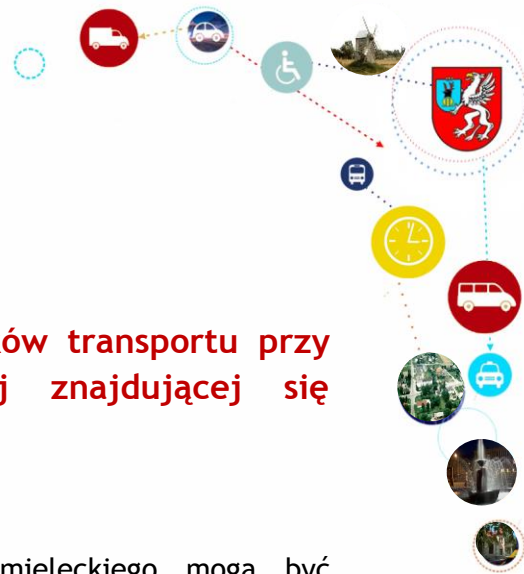 ów transportu przy
j znajdującej się
mieleckiego mogą być